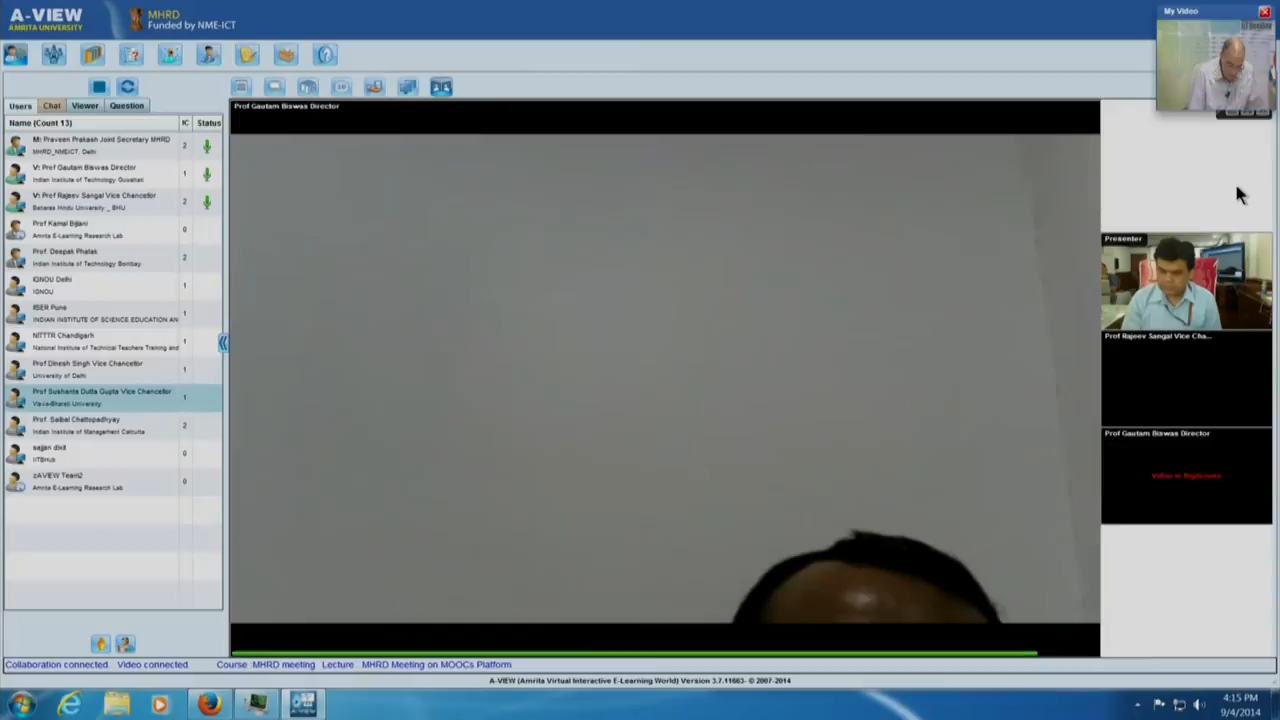 A-VIEW
AMRITA UNIVERSITY
MHRD
Funded by NME-ICT
My Video
Users
Chat
Viewer
Question
Name (Count 13)
IC
Status
M: Praveen Prakash Joint Secretary MHRD
MHRD_NMEICT, Delhi
2
V: Prof Gautam Biswas Director
Indian Institute of Technology Guwahati
1
V: Prof Rajeev Sangal Vice Chancellor
Banaras Hindu University _ BHU
2
Prof Kamal Bijlani
Amrita E-Learning Research Lab
0
Prof. Deepak Phatak
Indian Institute of Technology Bombay
2
IGNOU Delhi
IGNOU
1
IISER Pune
INDIAN INSTITUTE OF SCIENCE EDUCATION AN
1
NITTTR Chandigarh
National Institute of Technical Teachers Training and
1
Prof Dinesh Singh Vice Chancellor
University of Delhi
1
Prof Sushanta Dutta Gupta Vice Chancellor
Visva-Bharati University
1
Prof. Saibal Chattopadhyay
Indian Institute of Management Calcutta
2
sajjan dixit
IITBHub
0
zAVIEW Team2
Amrita E-Learning Research Lab
0
Prof Gautam Biswas Director
Presenter
Prof Rajeev Sangal Vice Cha...
Prof Gautam Biswas Director
Collaboration connected Video connected Course MHRD meeting Lecture MHRD Meeting on MOOCs Platform
A-VIEW (Amrita Virtual Interactive E-Learning World) Version 3.7.11663- © 2007-2014
4:15 PM
9/4/2014